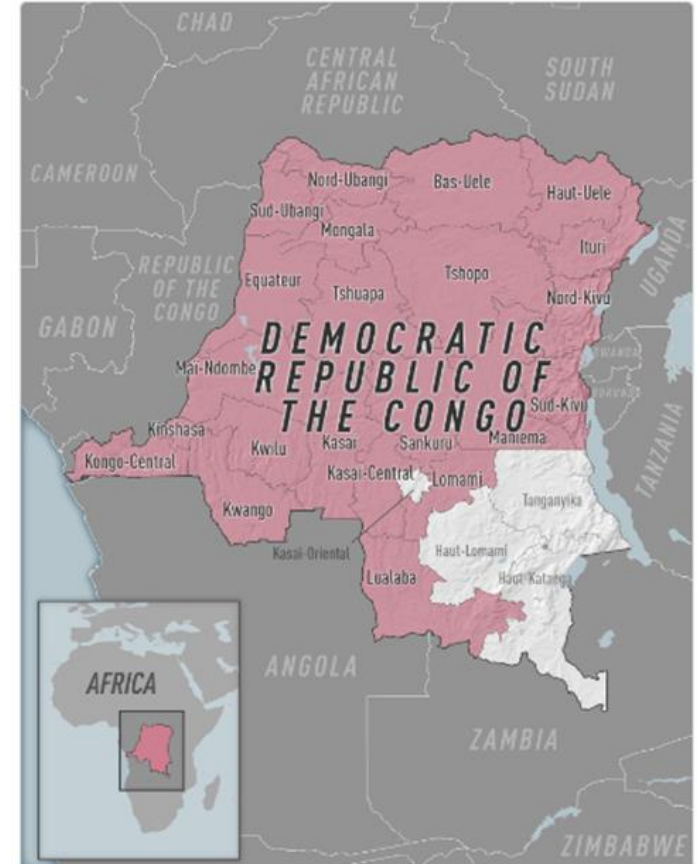 CHAD
CENTRAL
AFRICAN
REPUBLIC
SOUTH
SUDAN
CAMEROON
Nord-Ubangi
Bas-Uele
Haut-Uele
Sud-Ubangi
Mongala
Ituri
UGANDA
REPUBLIC
OF THE
CONGO
Equateur
Tshuapa
Tshopo
Nord-Kivu
GABON
DEMOCRATIC
REPUBLIC OF
THE CONGO
RWANDA
Mai-Ndombe
BURUNDI
Sud-Kivu
TANZANIA
Kinshasa
Kwilu
Kasai
Sankuru
Maniema
Kongo-Central
Kasai-Central
Lomami
Kwango
Tanganyika
Kasai-Oriental
Haut-Lomami
Lualaba
Haut-Katanga
AFRICA
ANGOLA
ZAMBIA
ZIMBABWE